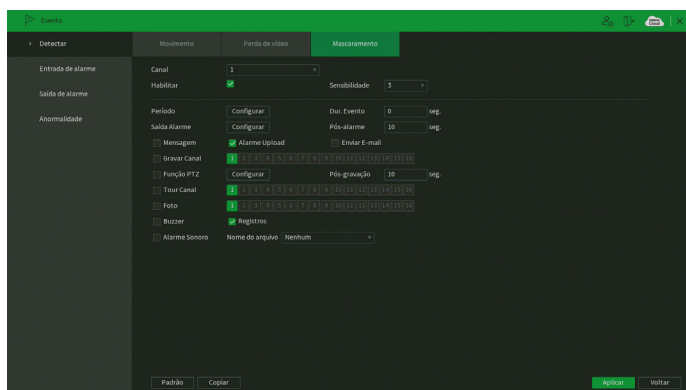 Evento
Detectar
Movimento
Perda de vídeo
Mascaramento
Entrada de alarme
Saída de alarme
Anormalidade
Canal 1
Habilitar Sensibilidade 3
Período Configurar Dur. Evento 0 seg.
Saída Alarme Configurar Pós-alarme 10 seg.
Mensagem Alarme Upload Enviar E-mail
Gravar Canal 1 2 3 4 5 6 7 8 9 10 11 12 13 14 15 16
Função PTZ Configurar Pós-gravação 10 seg.
Tour Canal 1 2 3 4 5 6 7 8 9 10 11 12 13 14 15 16
Foto 1 2 3 4 5 6 7 8 9 10 11 12 13 14 15 16
Buzzer Registros
Alarme Sonoro Nome do arquivo Nenhum
Padrão Copiar Aplicar Voltar